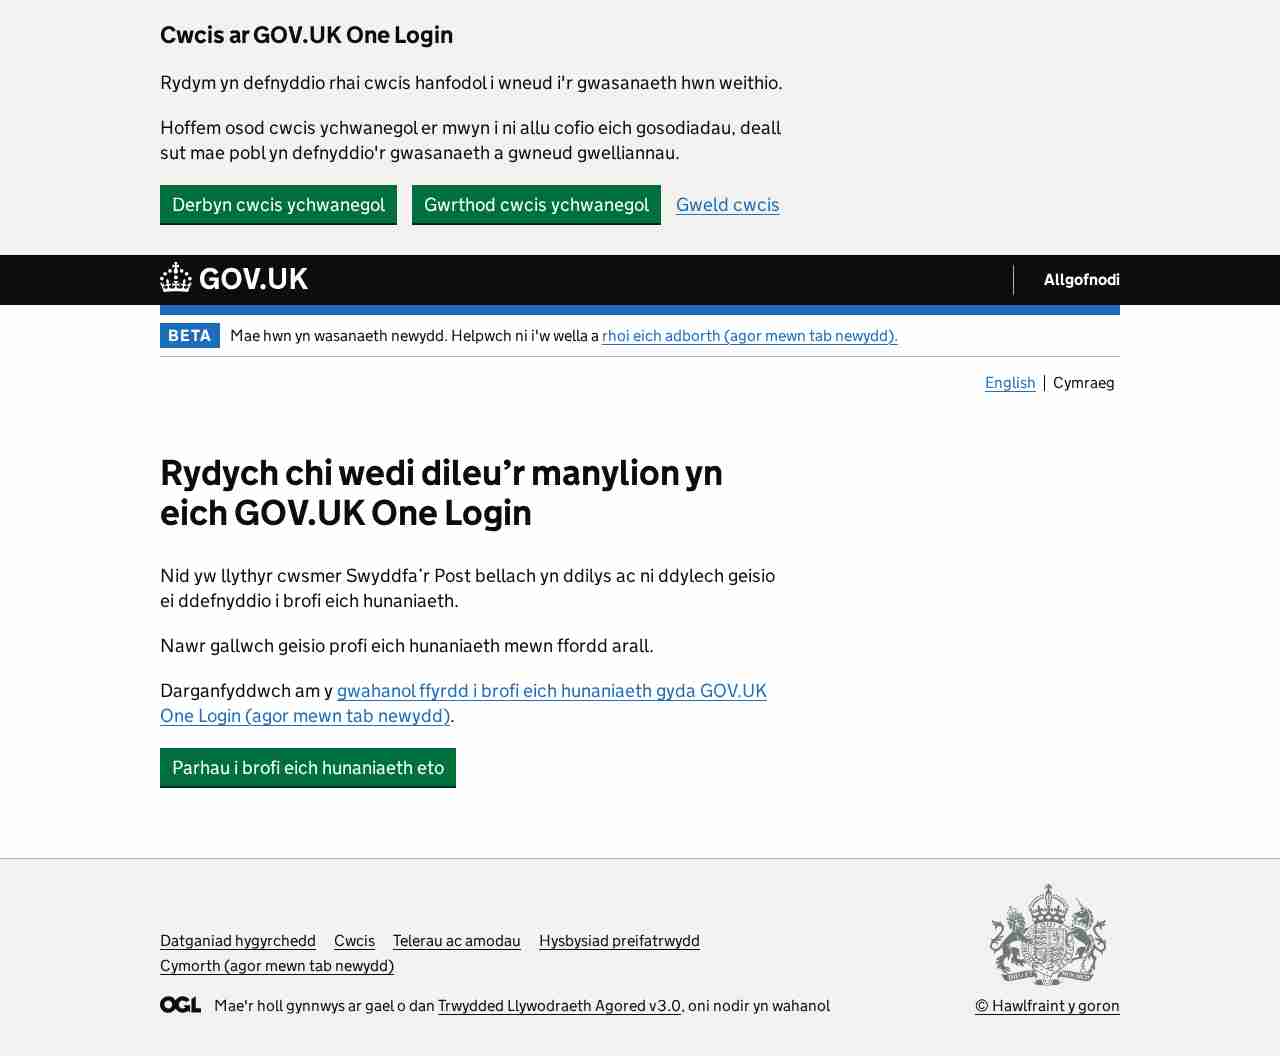 Cwcis ar GOV.UK One Login
Rydym yn defnyddio rhai cwcis hanfodol i wneud i'r gwasanaeth hwn weithio.
Hoffem osod cwcis ychwanegol er mwyn i ni allu cofio eich gosodiadau, deall
sut mae pobl yn defnyddio'r gwasanaeth a gwneud gwelliannau.
Derbyn cwcis ychwanegol Gwrthod cwcis ychwanegol Gweld cwcis
GOV.UK Allgofnodi
BETA Mae hwn yn wasanaeth newydd. Helpwch ni i'w wella a rhoi eich adborth (agor mewn tab newydd).
English Cymraeg
Rydych chi wedi dileu’r manylion yn
eich GOV.UK One Login
Nid yw llythyr cwsmer Swyddfa’r Post bellach yn ddilys ac ni ddylech geisio
ei ddefnyddio i brofi eich hunaniaeth.
Nawr gallwch geisio profi eich hunaniaeth mewn ffordd arall.
Darganfyddwch am y gwahanol ffyrdd i brofi eich hunaniaeth gyda GOV.UK
One Login (agor mewn tab newydd).
Parhau i brofi eich hunaniaeth eto
Datganiad hygyrchedd Cwcis Telerau ac amodau Hysbysiad preifatrwydd
Cymorth (agor mewn tab newydd)
OGL Mae'r holl gynnwys ar gael o dan Trwydded Llywodraeth Agored v3.0, oni nodir yn wahanol
© Hawlfraint y goron